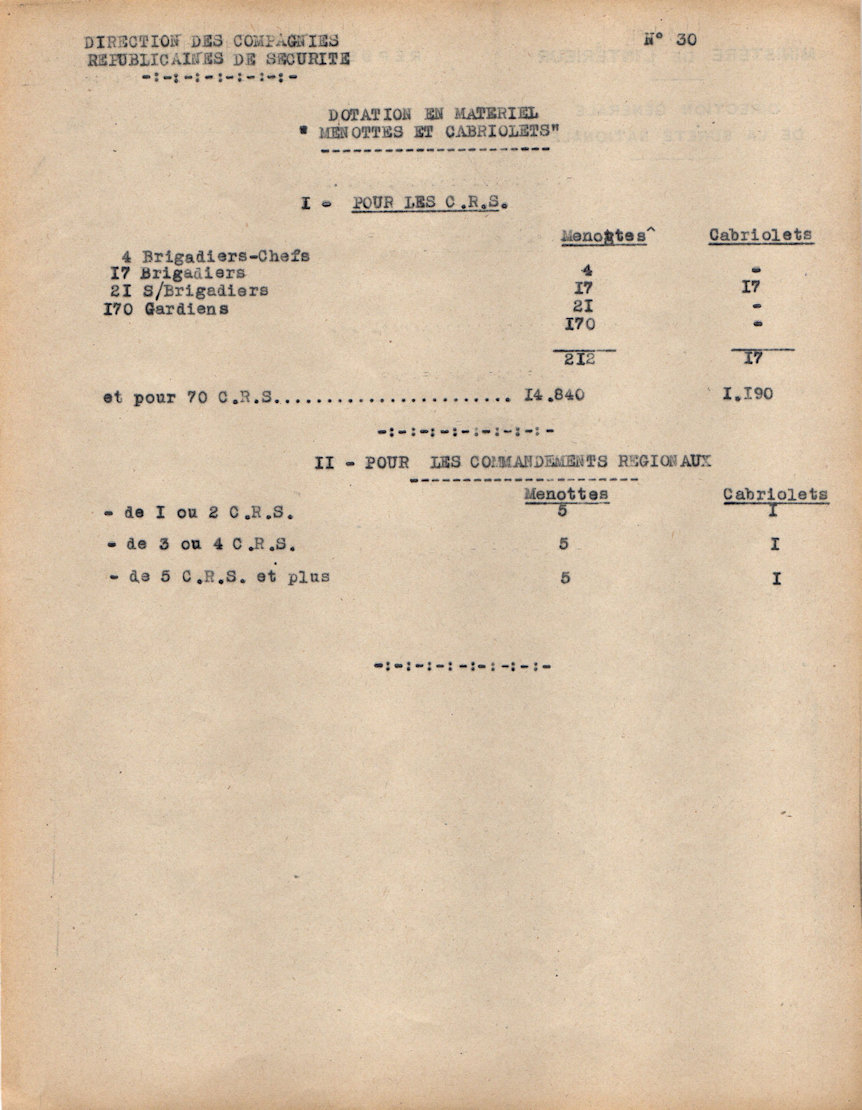 DIRECTION DES COMPAGNIES N° 30
REPUBLICAINES DE SECURITE
-:-:-:-:-:-:-:-
DOTATION EN MATERIEL
" MENOTTES ET CABRIOLETS"
I - POUR LES C.R.S.
Menottes^ Cabriolets
4 Brigadiers-Chefs
I7 Brigadiers 4 -
2I S/Brigadiers I7 I7
I70 Gardiens 2I -
I70 -
2I2 I7
et pour 70 C.R.S....................... I4.840 I.I90
-:-:-:-:-:-:-:-:-
II - POUR LES COMMANDEMENTS REGIONAUX
Menottes Cabriolets
- de I ou 2 C.R.S. 5 I
- de 3 ou 4 C.R.S. 5 I
- de 5 C.R.S. et plus 5 I
-:-:-:-:-:-:-:-:-